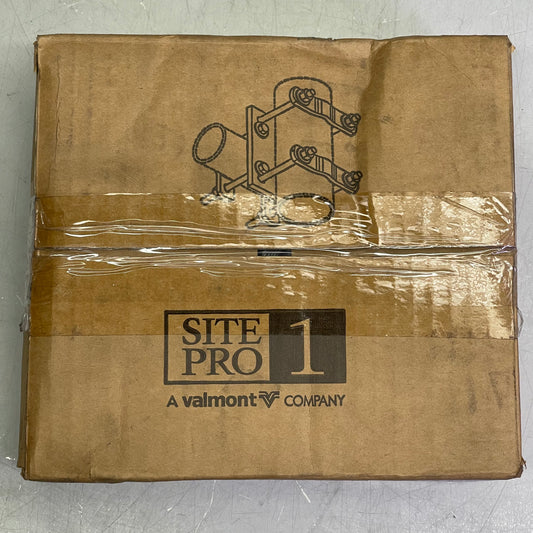 SITE
PRO 1
A valmont COMPANY